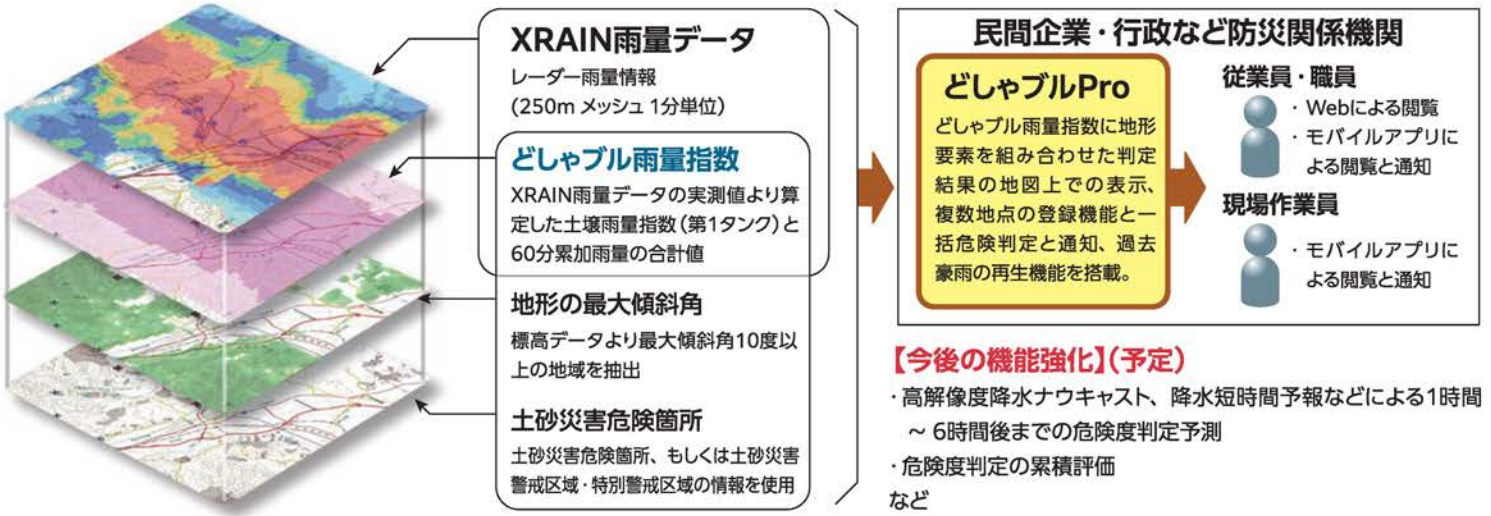 XRAIN雨量データ
レーダー雨量情報
(250m メッシュ 1分単位)
どしゃブル雨量指数
XRAIN雨量データの実測値より算
定した土壌雨量指数(第1タンク)と
60分累加雨量の合計値
地形の最大傾斜角
標高データより最大傾斜角10度以
上の地域を抽出
土砂災害危険箇所
土砂災害危険箇所、もしくは土砂災害
警戒区域・特別警戒区域の情報を使用
民間企業・行政など防災関係機関
どしゃブルPro
どしゃブル雨量指数に地形
要素を組み合わせた判定
結果の地図上での表示、
複数地点の登録機能と一
括危険判定と通知、過去
豪雨の再生機能を搭載。
従業員・職員
・Webによる閲覧
・モバイルアプリに
よる閲覧と通知
現場作業員
・モバイルアプリに
よる閲覧と通知
【今後の機能強化】(予定)
・高解像度降水ナウキャスト、降水短時間予報などによる1時間
~ 6時間後までの危険度判定予測
・危険度判定の累積評価
など